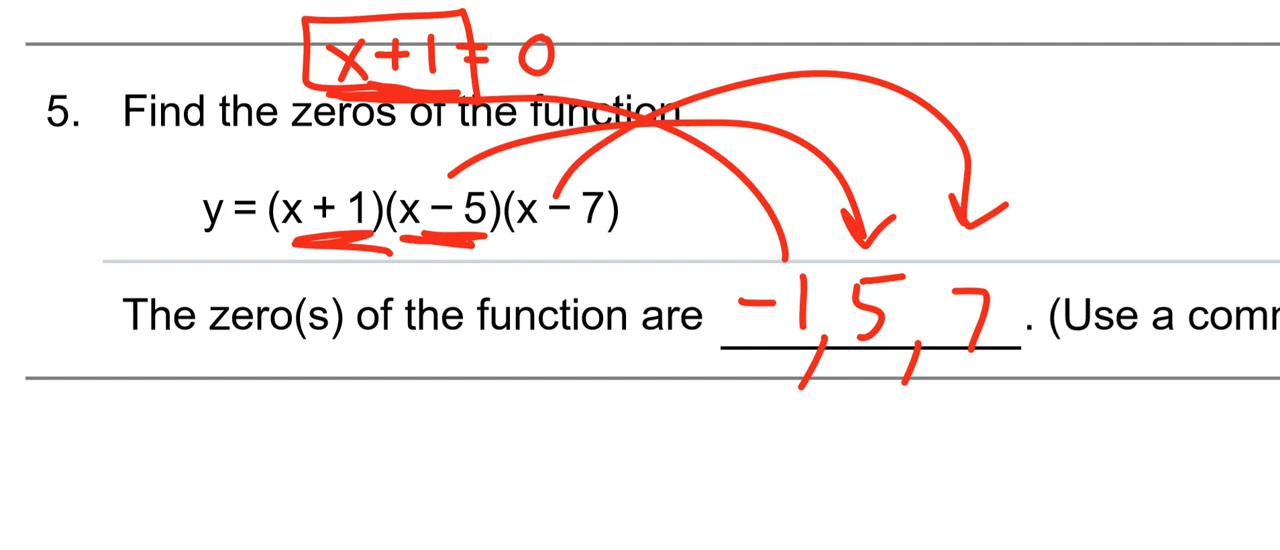 x+1 = 0
5. Find the zeros of the function
y = (x + 1)(x − 5)(x − 7)
The zero(s) of the function are -1, 5, 7 . (Use a comm